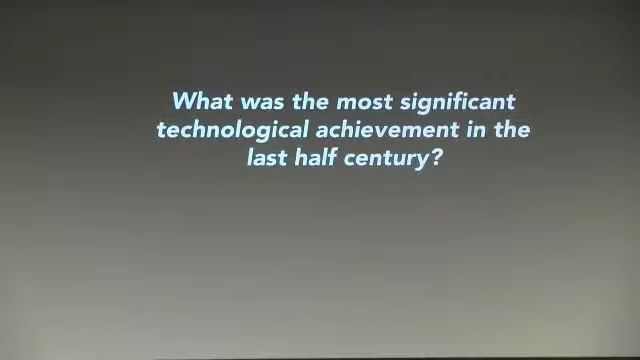 What was the most significant
technological achievement in the
last half century?